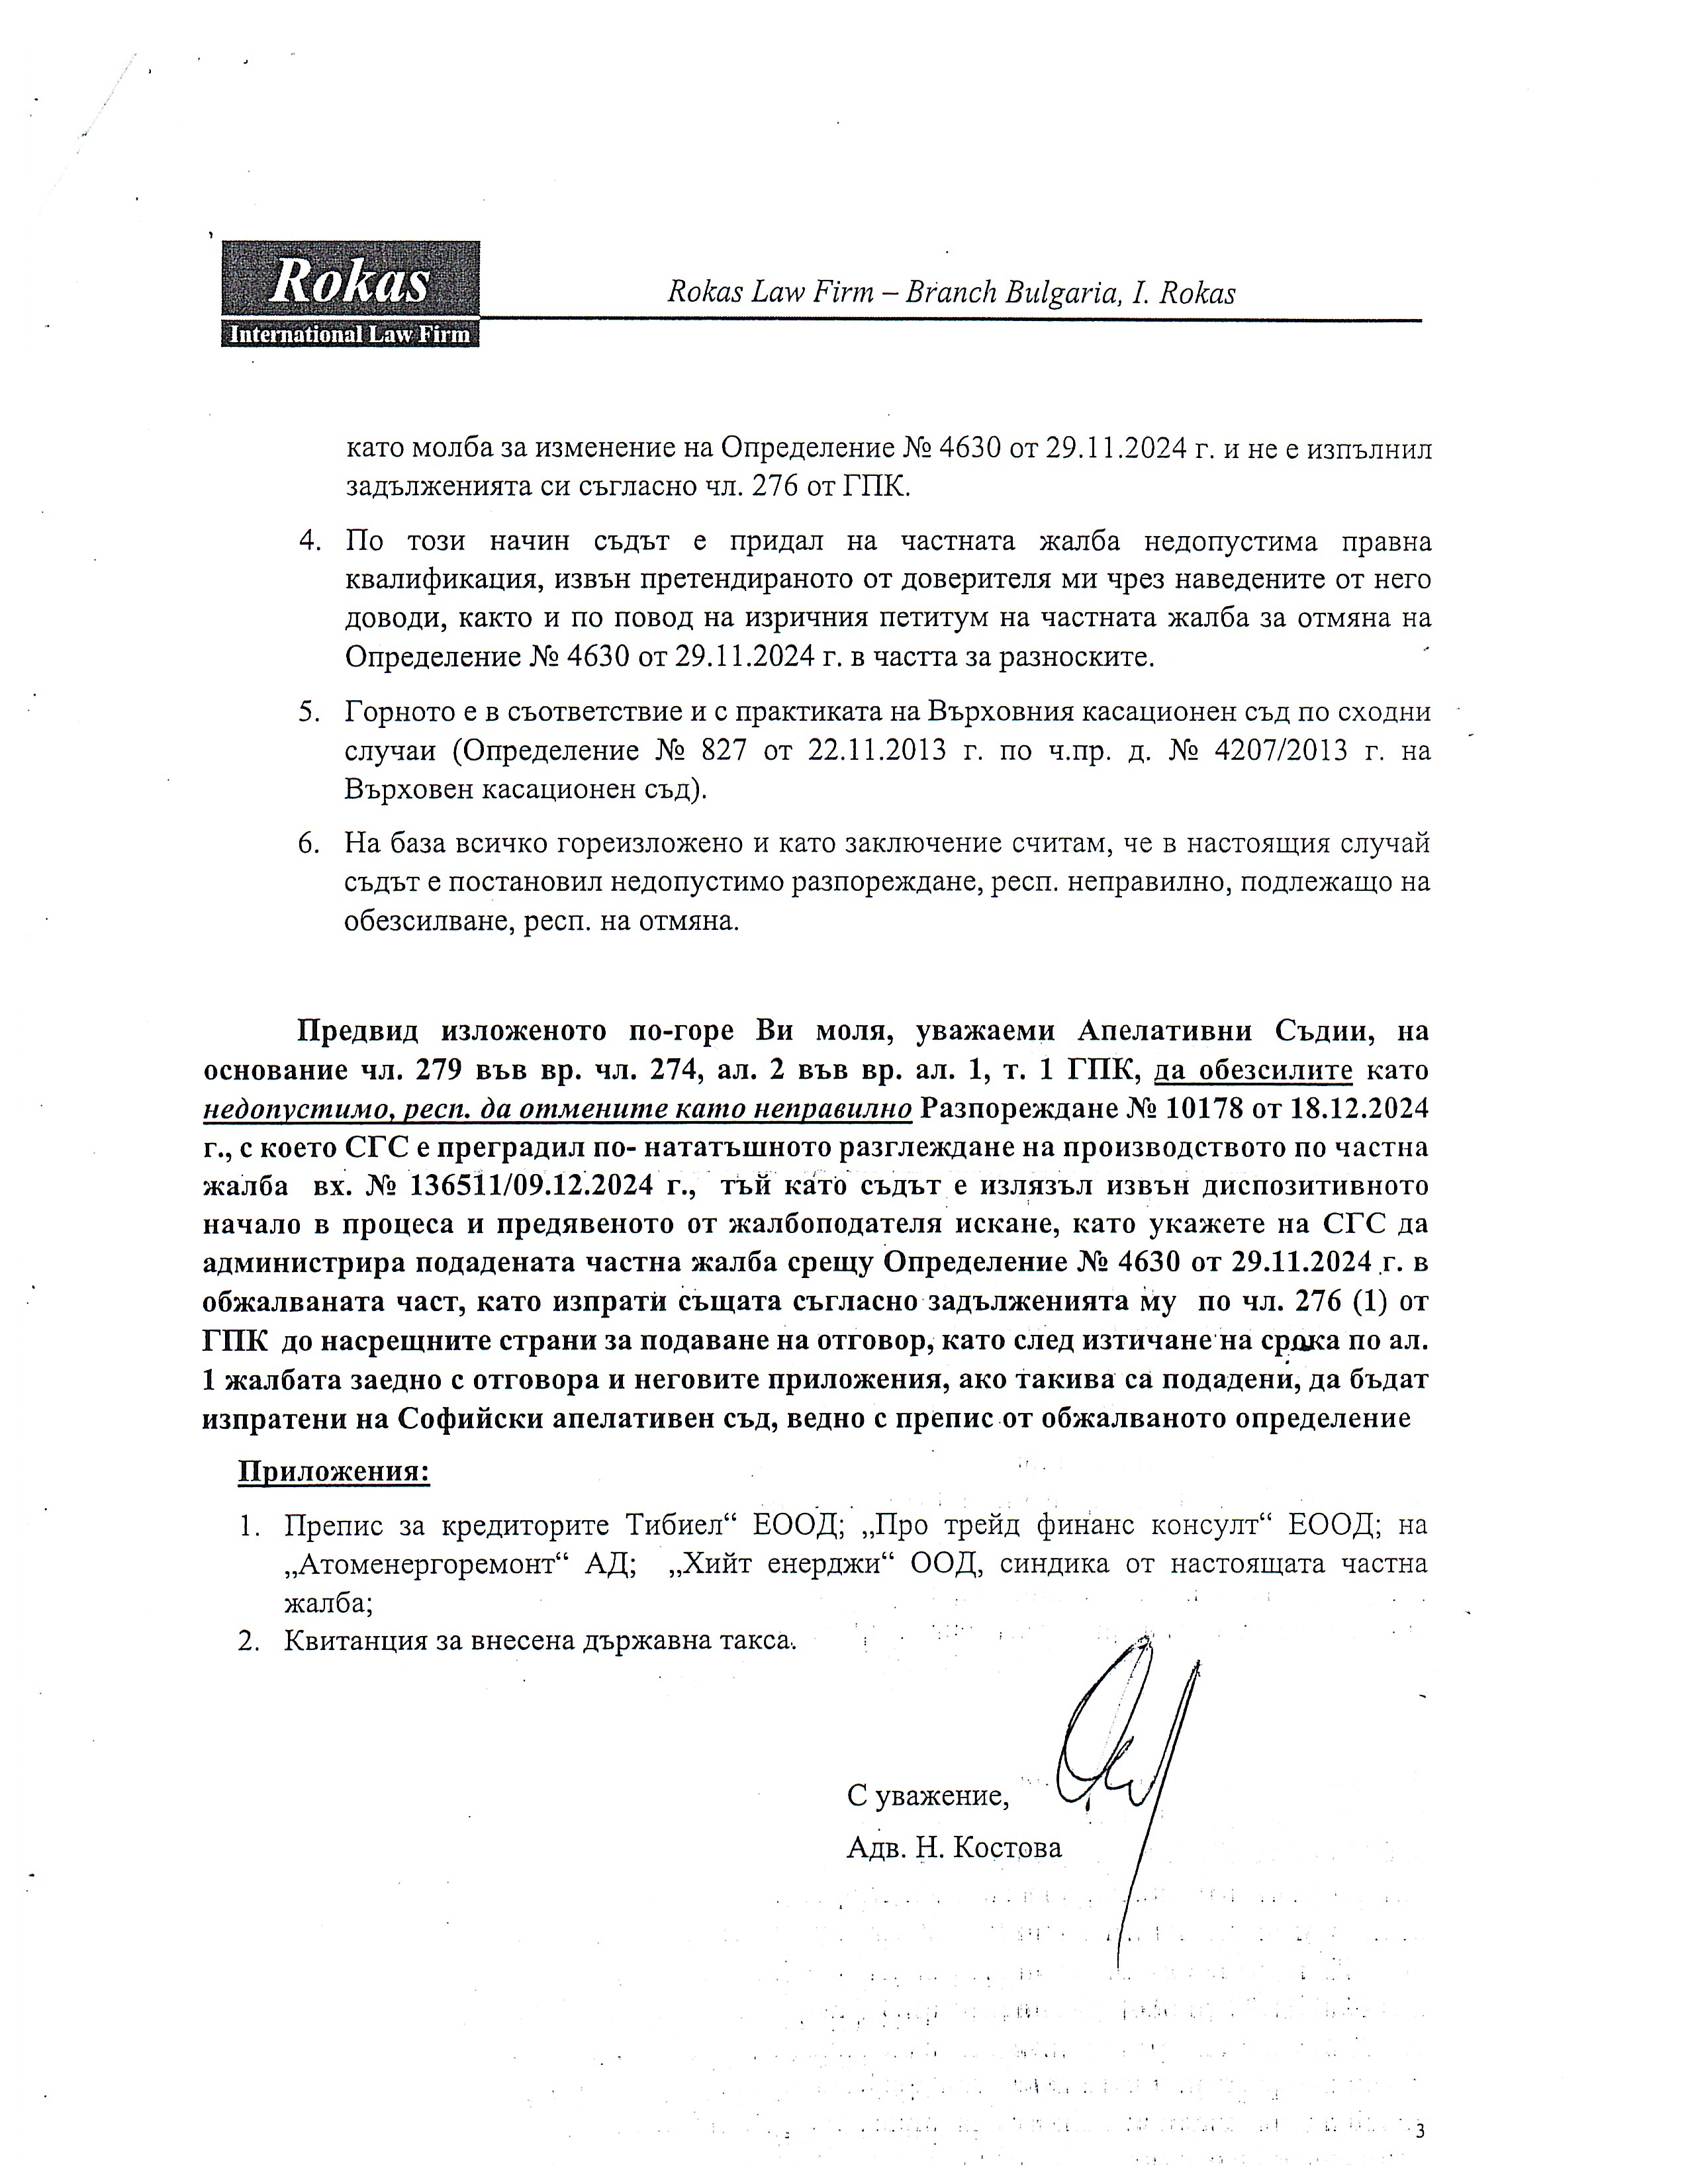 Rokas
International Law Firm
Rokas Law Firm – Branch Bulgaria, I. Rokas
като молба за изменение на Определение № 4630 от 29.11.2024 г. и не е изпълнил
задълженията си съгласно чл. 276 от ГПК.
4. По този начин съдът е придал на частната жалба недопустима правна
квалификация, извън претендираното от доверителя ми чрез наведените от него
доводи, както и по повод на изричния петитум на частната жалба за отмяна на
Определение № 4630 от 29.11.2024 г. в частта за разноските.
5. Горното е в съответствие и с практиката на Върховния касационен съд по сходни
случаи (Определение № 827 от 22.11.2013 г. по ч.пр. д. № 4207/2013 г. на
Върховен касационен съд).
6. На база всичко гореизложено и като заключение считам, че в настоящия случай
съдът е постановил недопустимо разпореждане, респ. неправилно, подлежащо на
обезсилване, респ. на отмяна.
Предвид изложеното по-горе Ви моля, уважаеми Апелативни Съдии, на
основание чл. 279 във вр. чл. 274, ал. 2 във вр. ал. 1, т. 1 ГПК, да обезсилите като
недопустимо, респ. да отмените като неправилно Разпореждане № 10178 от 18.12.2024
г., с което СГС е преградил по- нататъшното разглеждане на производството по частна
жалба вх. № 136511/09.12.2024 г., тъй като съдът е излязъл извън диспозитивното
начало в процеса и предявеното от жалбоподателя искане, като укажете на СГС да
администрира подадената частна жалба срещу Определение № 4630 от 29.11.2024 г. в
обжалваната част, като изпрати същата съгласно задълженията му по чл. 276 (1) от
ГПК до насрещните страни за подаване на отговор, като след изтичане на срока по ал.
1 жалбата заедно с отговора и неговите приложения, ако такива са подадени, да бъдат
изпратени на Софийски апелативен съд, ведно с препис от обжалваното определение
Приложения:
1. Препис за кредиторите Тибиел“ ЕООД; „Про трейд финанс консулт“ ЕООД; на
„Атоменергоремонт“ АД; „Хийт енерджи“ ООД, синдика от настоящата частна
жалба;
2. Квитанция за внесена държавна такса.
С уважение,
Адв. Н. Костова
3